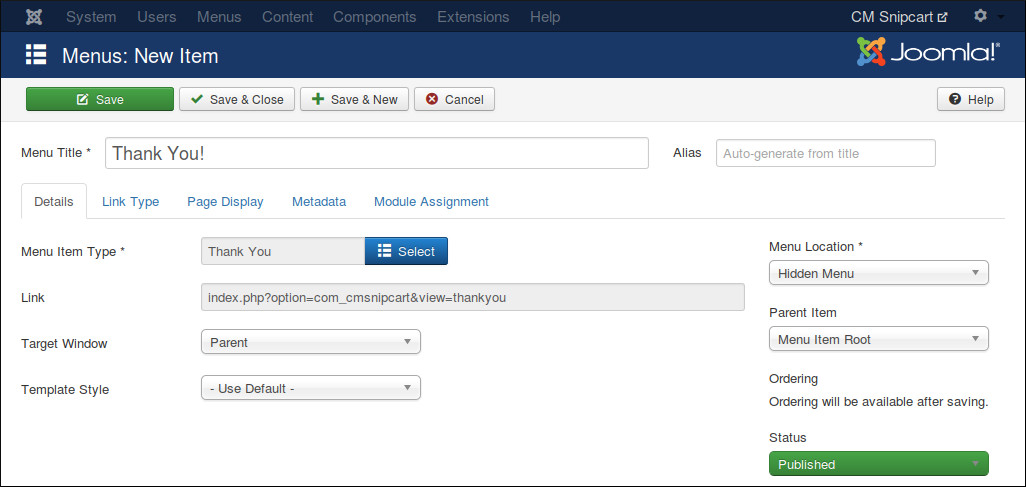 System Users Menus Content Components Extensions Help CM Snipcart
Menus: New Item Joomla!®
Save Save & Close Save & New Cancel Help
Menu Title * Thank You! Alias Auto-generate from title
Details Link Type Page Display Metadata Module Assignment
Menu Item Type * Thank You Select
Link index.php?option=com_cmsnipcart&view=thankyou
Target Window Parent
Template Style - Use Default -
Menu Location *
Hidden Menu
Parent Item
Menu Item Root
Ordering
Ordering will be available after saving.
Status
Published